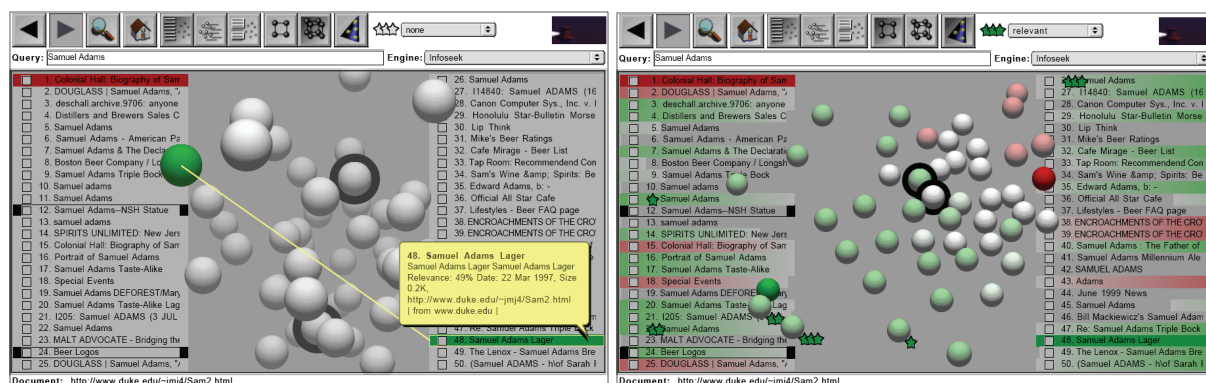 none
Query: Samuel Adams
Engine: Infoseek
1. Colonial Hall: Biography of Sam
2. DOUGLASS | Samuel Adams, "/
3. deschall.archive.9706: anyone
4. Distillers and Brewers Sales C
5. Samuel Adams
6. Samuel Adams - American Pa
7. Samuel Adams & The Decla
8. Boston Beer Company / Lo
9. Samuel Adams Triple Bock
10. Samuel adams
11. Samuel Adams
12. Samuel Adams--NSH Statue
13. samuel adams
14. SPIRITS UNLIMITED: New Jers
15. Colonial Hall: Biography of Sam
16. Portrait of Samuel Adams
17. Samuel Adams Taste-Alike
18. Special Events
19. Samuel Adams DEFOREST/Mary
20. Samuel Adams Taste-Alike Lag
21. I205: Samuel ADAMS (3 JUL
22. Samuel Adams
23. MALT ADVOCATE - Bridging the
24. Beer Logos
25. DOUGLASS | Samuel Adams, "/
26. Samuel Adams
27. I14840: Samuel ADAMS (16
28. Canon Computer Sys., Inc. v. I
29. Honolulu Star-Bulletin Morse
30. Lip Think
31. Mike's Beer Ratings
32. Cafe Mirage - Beer List
33. Tap Room: Recommendend Con
34. Sam's Wine &amp; Spirits: Be
35. Edward Adams, b: -
36. Official All Star Cafe
37. Lifestyles - Beer FAQ page
38. ENCROACHMENTS OF THE CRO
39. ENCROACHMENTS OF THE CRO
48. Samuel Adams Lager
Samuel Adams Lager Samuel Adams Lager
Relevance: 49% Date: 22 Mar 1997, Size
0.2K,
http://www.duke.edu/~jmj4/Sam2.html
| from www.duke.edu |
47. Re: Samuel Adams Triple Bock
48. Samuel Adams Lager
49. The Lenox - Samuel Adams Bre
50. (Samuel ADAMS - h\of Sarah F
Document: http://www.duke.edu/~jmj4/Sam2.html
relevant
Query: Samuel Adams
Engine: Infoseek
1. Colonial Hall: Biography of Sam
2. DOUGLASS | Samuel Adams, "/
3. deschall.archive.9706: anyone
4. Distillers and Brewers Sales C
5. Samuel Adams
6. Samuel Adams - American Pa
7. Samuel Adams & The Declarati
8. Boston Beer Company / Longsh
9. Samuel Adams Bock
10. Samuel adams
Samuel Adams
12. Samuel Adams--NSH Statue
13. samuel adams
14. SPIRITS UNLIMITED: New Jers
15. Colonial Hall: Biography of Sam
16. Portrait of Samuel Adams
17. Samuel Adams Taste-Alike
18. Special Events
19. Samuel Adams DEFOREST/Mary
20. Samuel Adams Taste- Lag
21. I205: Samuel ADAMS (3 JUL
Samuel Adams
23. MALT ADVOCATE - Bridging the
24. Beer Logos
25. DOUGLASS | Samuel Adams, "/
muel Adams
27. I14840: Samuel ADAMS (16
28. Canon Computer Sys., Inc. v. I
29. Honolulu Star-Bulletin Morse
30. Lip Think
31. Mike's Beer Ratings
32. Cafe Mirage - Beer List
33. Tap Room: Recommendend Con
34. Sam's Wine &amp; Spirits: Be
35. Edward Adams, b: -
36. Official All Star Cafe
37. Lifestyles - Beer FAQ page
38. ENCROACHMENTS OF THE CRO
39. ENCROACHMENTS OF THE CRO
40. Samuel Adams : The Father of
41. Samuel Adams Millennium Ale
42. SAMUEL ADAMS
43. Adams
44. June 1999 News
45. Samuel Adams
46. Bill Mackiewicz's Samuel Adam
47. Re: Samuel Adams Triple Bock
48. Samuel Adams Lager
49. The Lenox - Samuel Adams Bre
50. (Samuel ADAMS - h\of Sarah F
Document: http://www.duke.edu/~jmj4/Sam2.html